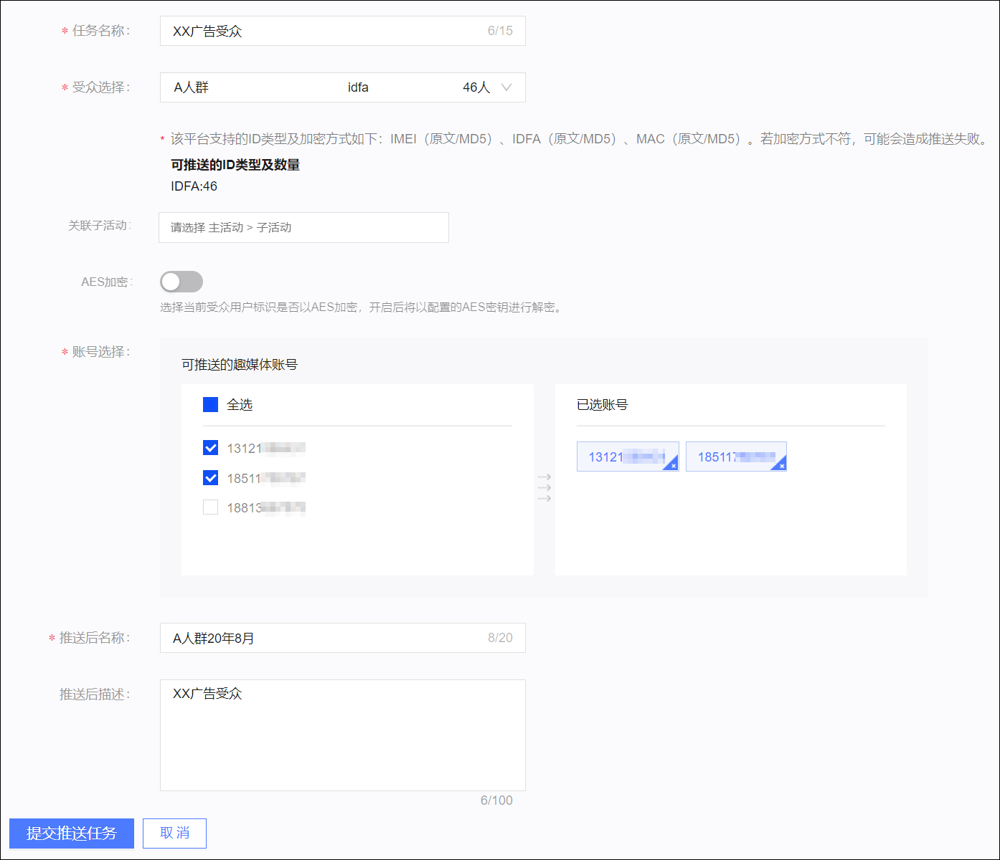 * 任务名称： XX广告受众 6/15
* 受众选择： A人群 idfa 46人
* 该平台支持的ID类型及加密方式如下：IMEI（原文/MD5）、IDFA（原文/MD5）、MAC（原文/MD5）。若加密方式不符，可能会造成推送失败。
可推送的ID类型及数量
IDFA:46
关联子活动： 请选择 主活动 > 子活动
AES加密：
选择当前受众用户标识是否以AES加密，开启后将以配置的AES密钥进行解密。
* 账号选择：
可推送的趣媒体账号
全选
已选账号
13121
18511
18813
13121
185117
* 推送后名称： A人群20年8月 8/20
推送后描述： XX广告受众
6/100
提交推送任务 取 消